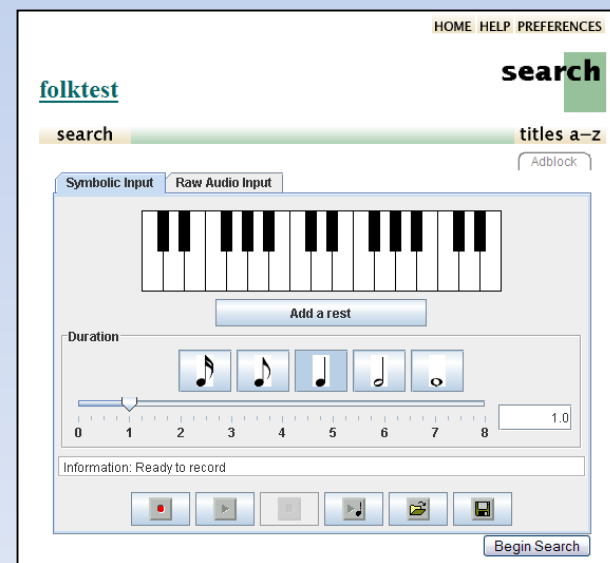 HOME HELP PREFERENCES
search
folktest
search titles a–z
Adblock
Symbolic Input Raw Audio Input
Add a rest
Duration
1.0
0 1 2 3 4 5 6 7 8
Information: Ready to record
Begin Search